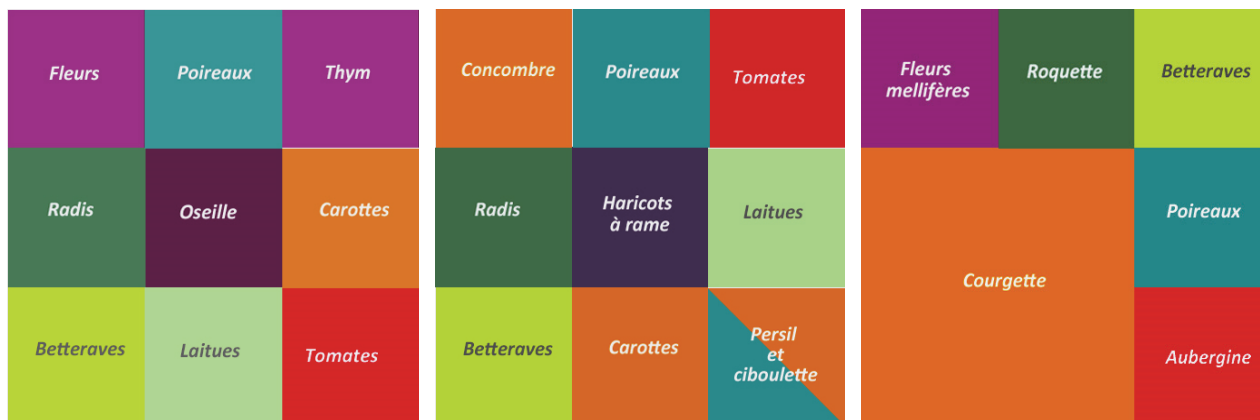 Fleurs
Poireaux
Thym
Radis
Oseille
Carottes
Betteraves
Laitues
Tomates
Concombre
Poireaux
Tomates
Radis
Haricots
à rame
Laitues
Betteraves
Carottes
Persil
et
ciboulette
Fleurs
mellifères
Roquette
Betteraves
Courgette
Poireaux
Aubergine